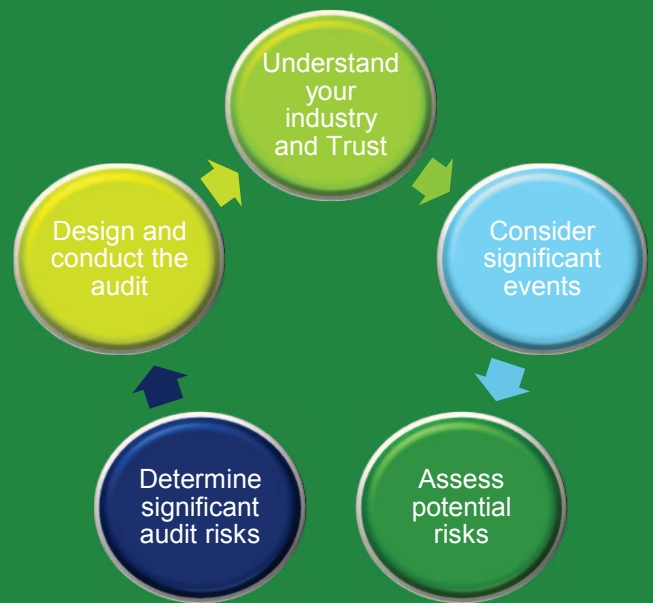 Understand
your
industry
and Trust
Consider
significant
events
Assess
potential
risks
Determine
significant
audit risks
Design and
conduct the
audit